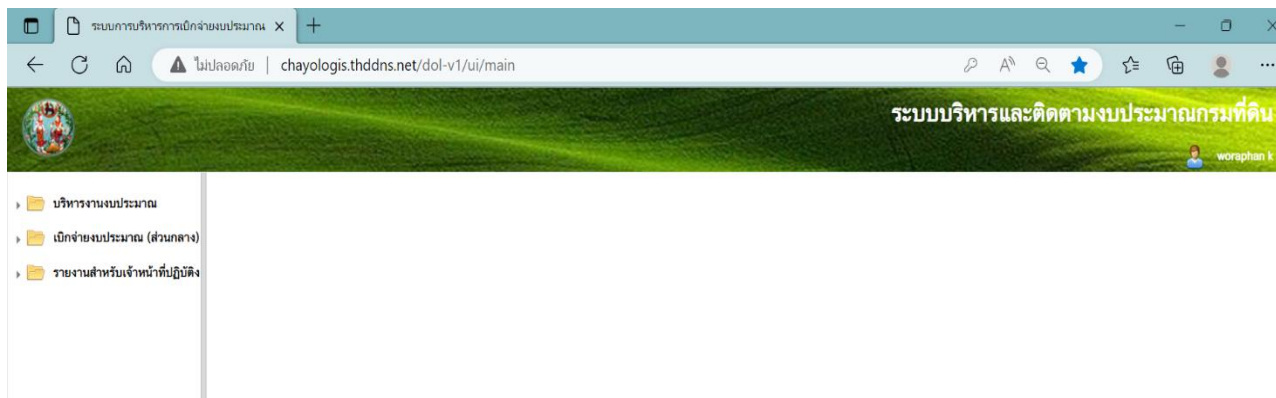 ระบบการบริหารการเบิกจ่ายงบประมาณ
ไม่ปลอดภัย | chayologis.thddns.net/dol-v1/ui/main
ระบบบริหารและติดตามงบประมาณกรมที่ดิน
woraphan k
บริหารงานงบประมาณ
เบิกจ่ายงบประมาณ (ส่วนกลาง)
รายงานสำหรับเจ้าหน้าที่ปฏิบัติง